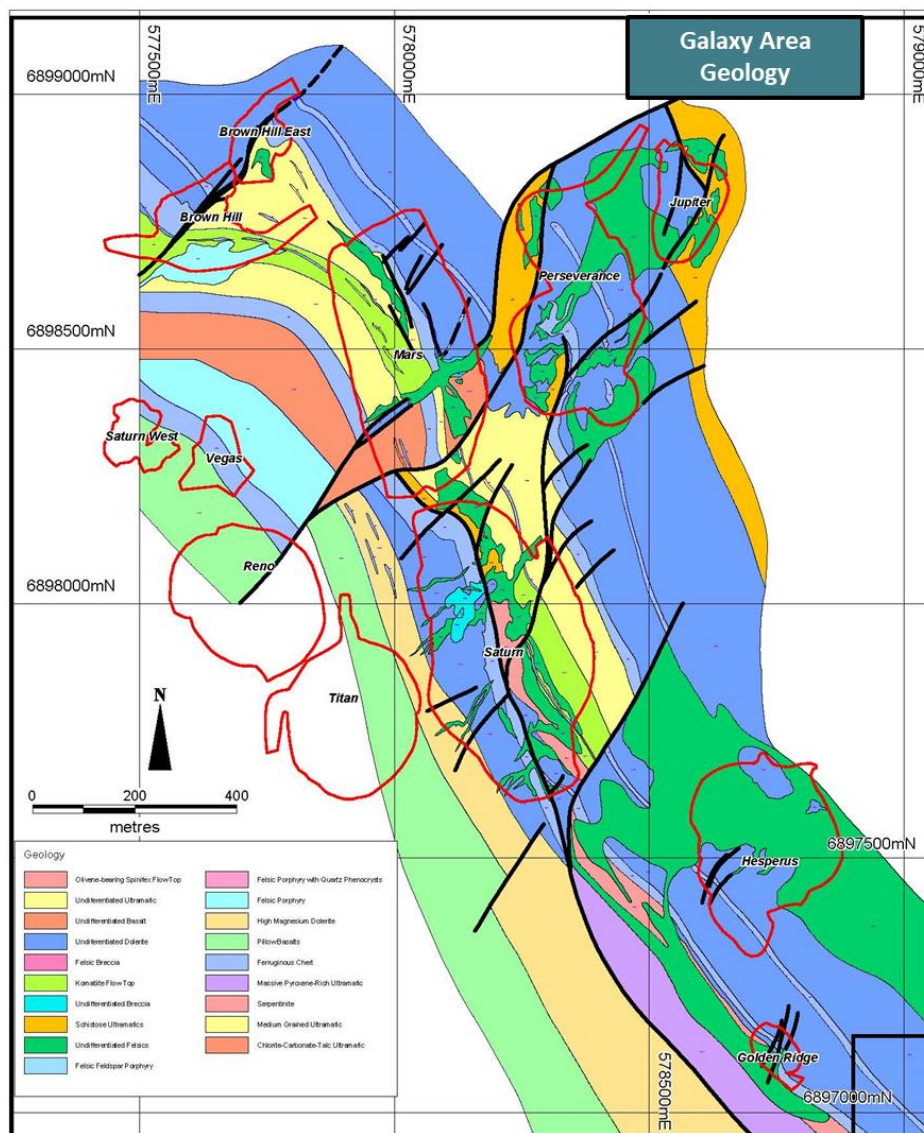 Galaxy Area
Geology
577500mE
578000mE
579000mE
6899000mN
Brown Hill East
Brown Hill
Jupiter
Perseverance
6898500mN
Mars
Saturn West
Vegas
Reno
6898000mN
Saturn
N
Titan
0 200 400
metres
6897500mN
Hesperus
Geology
Olivene-bearing Spinifex FlowTop
Undifferentiated Ultramafic
Undifferentiated Basalt
Undifferentiated Dolerite
Felsic Breccia
Komatiite FlowTop
Undifferentiated Breccia
Schistose Ultramafics
Undifferentiated Felsics
Felsic Feldspar Porphyry
Felsic Porphyry with Quartz Phenocrysts
Felsic Porphyry
High Magnesium Dolerite
Pillow Basalts
Ferruginous Chert
Massive Pyroxene-Rich Ultramafic
Serpentinite
Medium Grained Ultramafic
Chlorite-Carbonate-Talc Ultramafic
Golden Ridge
578500mE
6897000mN